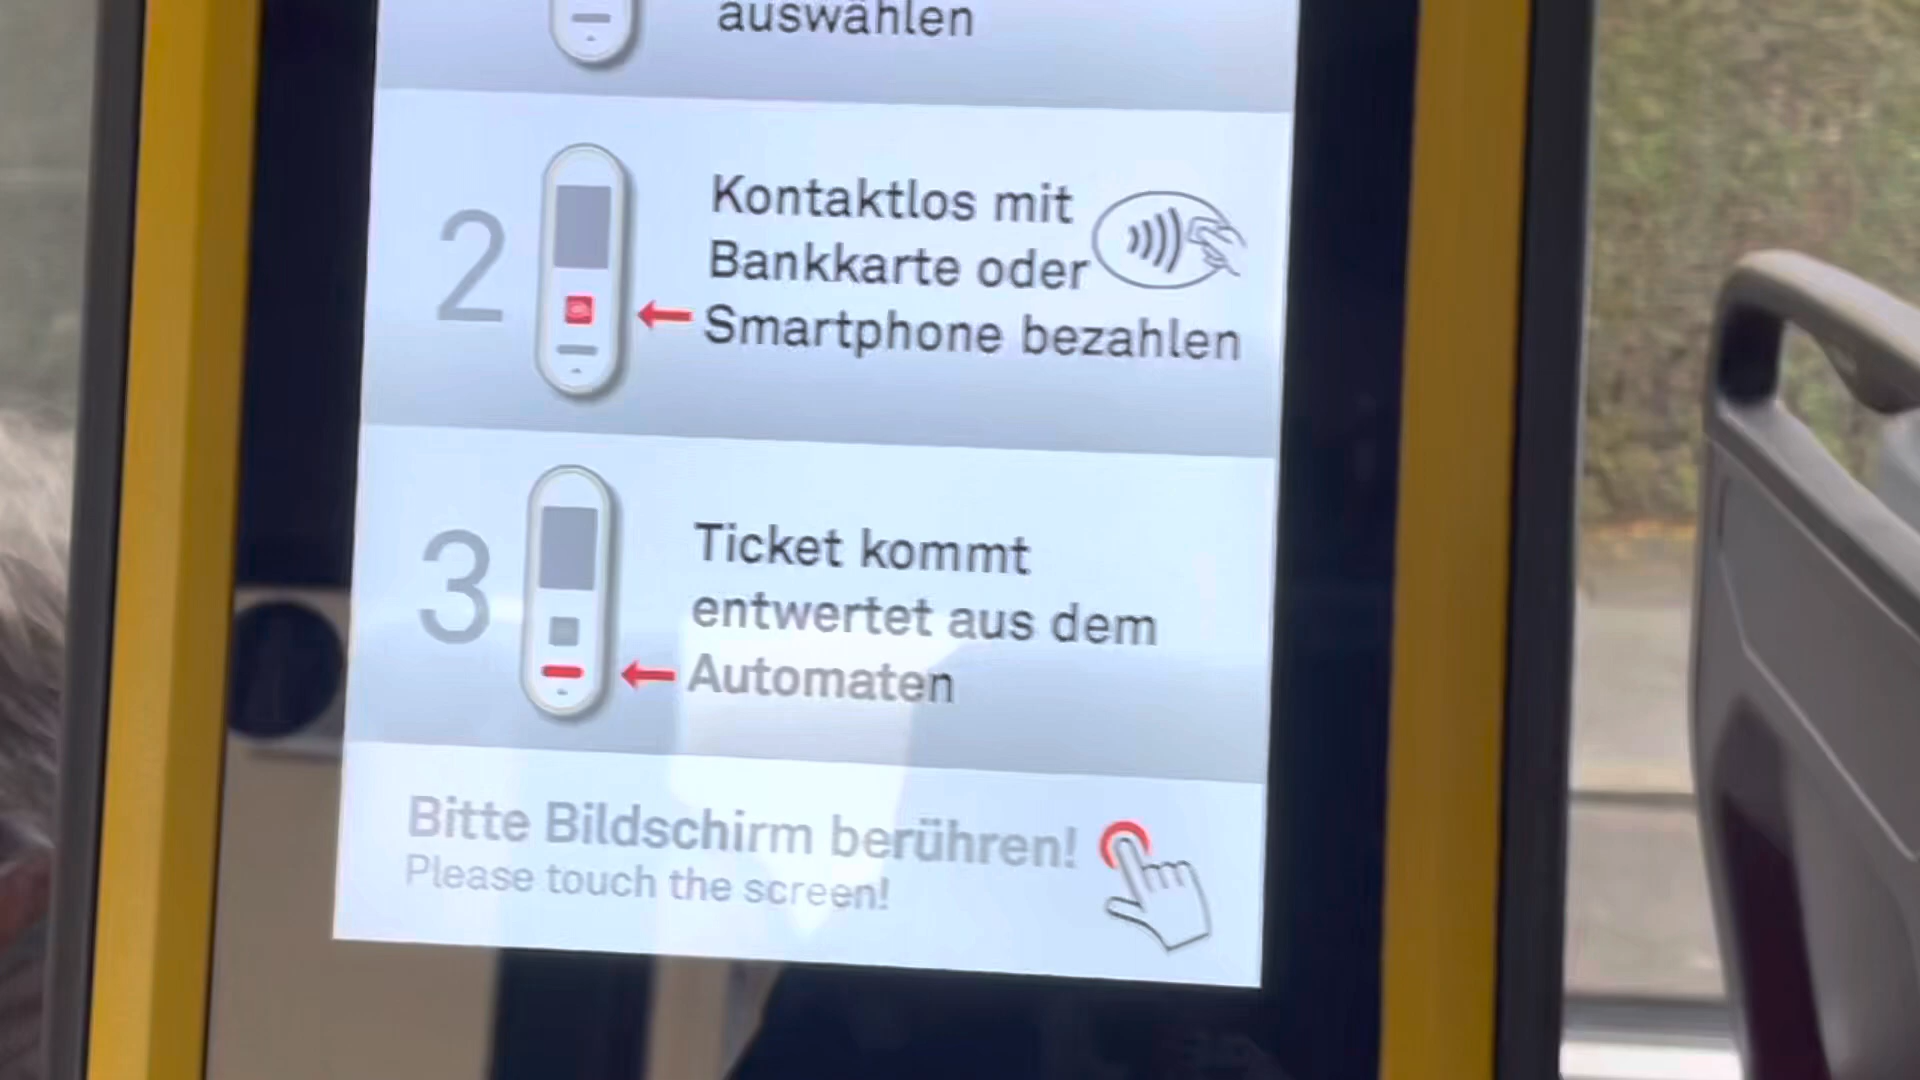 auswählen
2
Kontaktlos mit
Bankkarte oder
Smartphone bezahlen
3
Ticket kommt
entwertet aus dem
Automaten
Bitte Bildschirm berühren!
Please touch the screen!